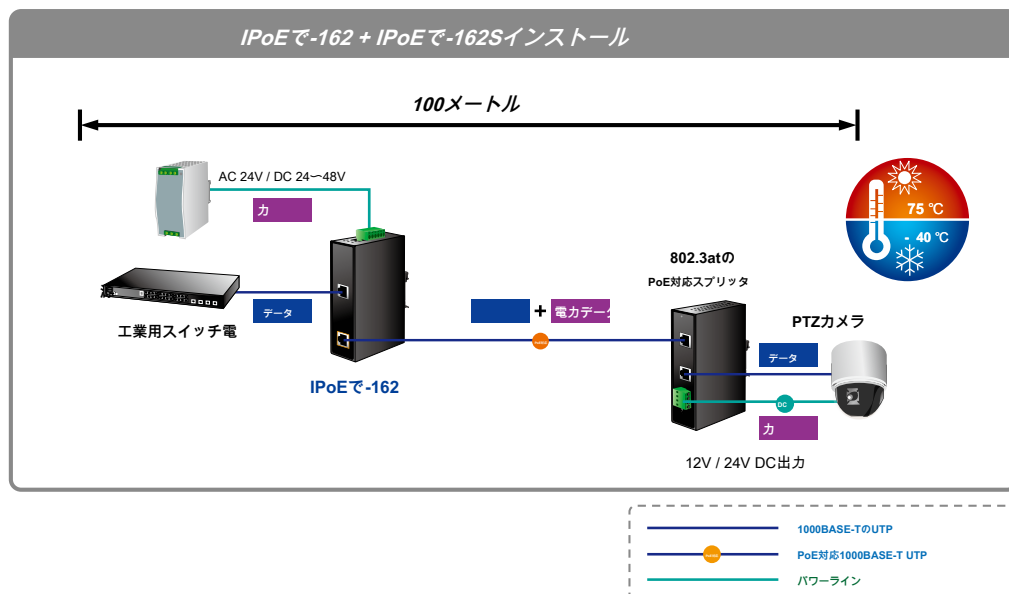 IPoEで-162 + IPoEで-162Sインストール
100メートル
AC 24V / DC 24〜48V
力
75 ℃
- 40 ℃
802.3atの
PoE対応スプリッタ
データ
工業用スイッチ電
+ 電力データ
PTZカメラ
データ
IPoEで-162
DC
力
12V / 24V DC出力
1000BASE-TのUTP
PoE対応1000BASE-T UTP
パワーライン